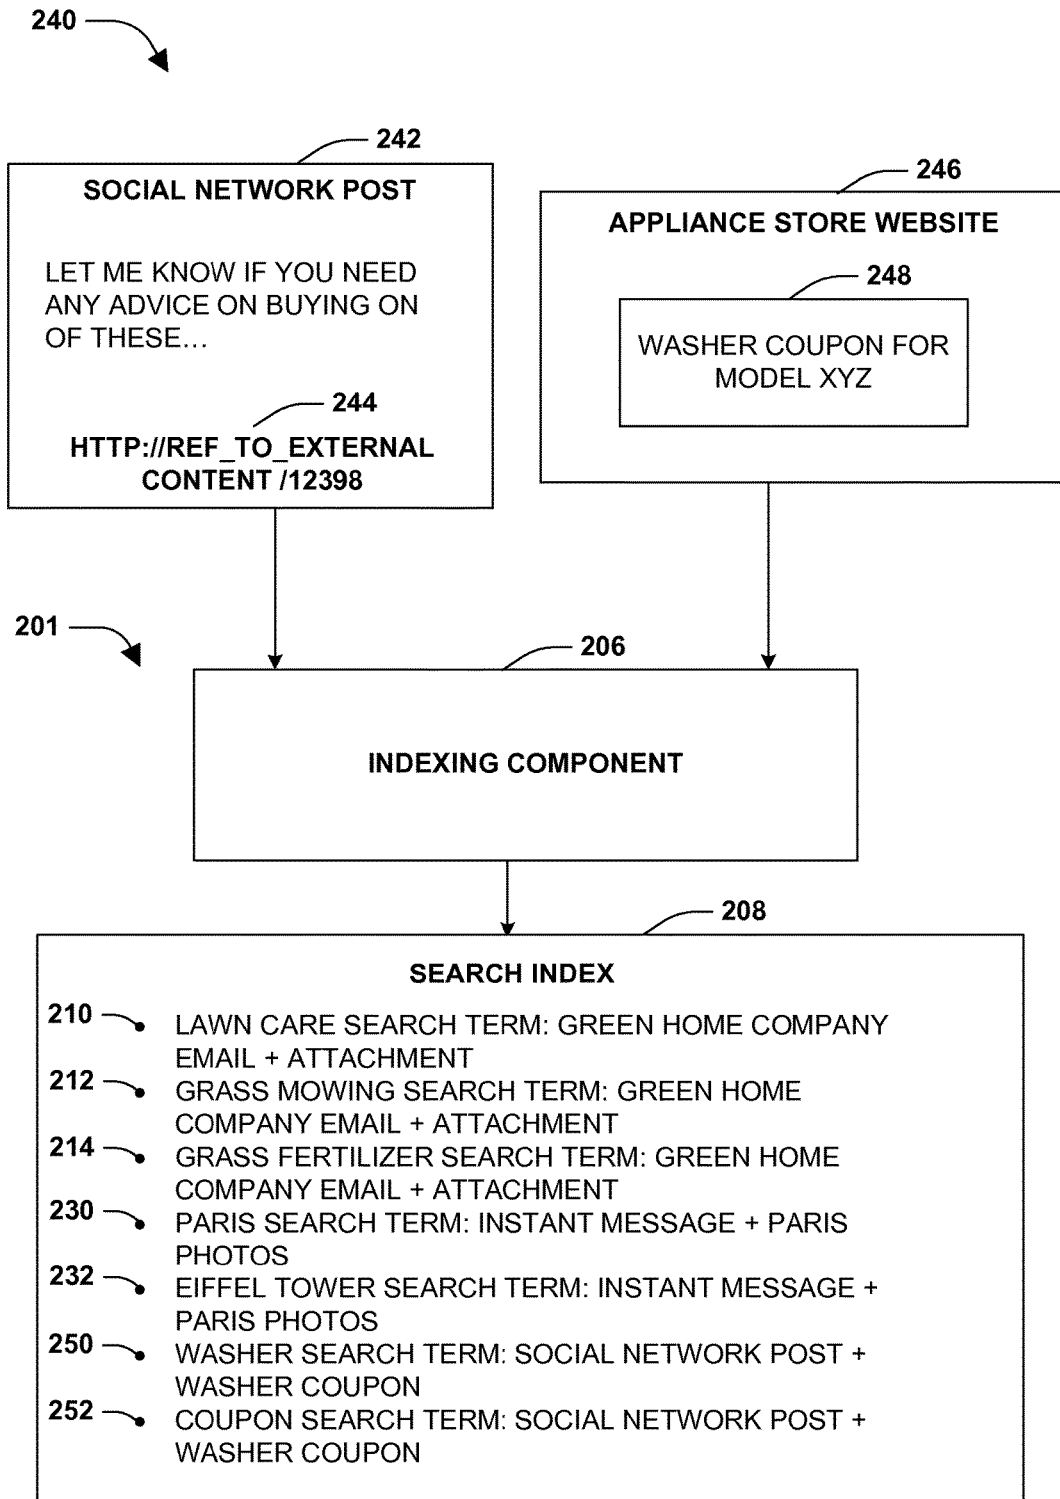 240
242
SOCIAL NETWORK POST
LET ME KNOW IF YOU NEED
ANY ADVICE ON BUYING ON
OF THESE...
244
HTTP://REF_TO_EXTERNAL
CONTENT /12398
246
APPLIANCE STORE WEBSITE
248
WASHER COUPON FOR
MODEL XYZ
201
206
INDEXING COMPONENT
208
SEARCH INDEX
210 • LAWN CARE SEARCH TERM: GREEN HOME COMPANY
EMAIL + ATTACHMENT
212 • GRASS MOWING SEARCH TERM: GREEN HOME
COMPANY EMAIL + ATTACHMENT
214 • GRASS FERTILIZER SEARCH TERM: GREEN HOME
COMPANY EMAIL + ATTACHMENT
230 • PARIS SEARCH TERM: INSTANT MESSAGE + PARIS
PHOTOS
232 • EIFFEL TOWER SEARCH TERM: INSTANT MESSAGE +
PARIS PHOTOS
250 • WASHER SEARCH TERM: SOCIAL NETWORK POST +
WASHER COUPON
252 • COUPON SEARCH TERM: SOCIAL NETWORK POST +
WASHER COUPON